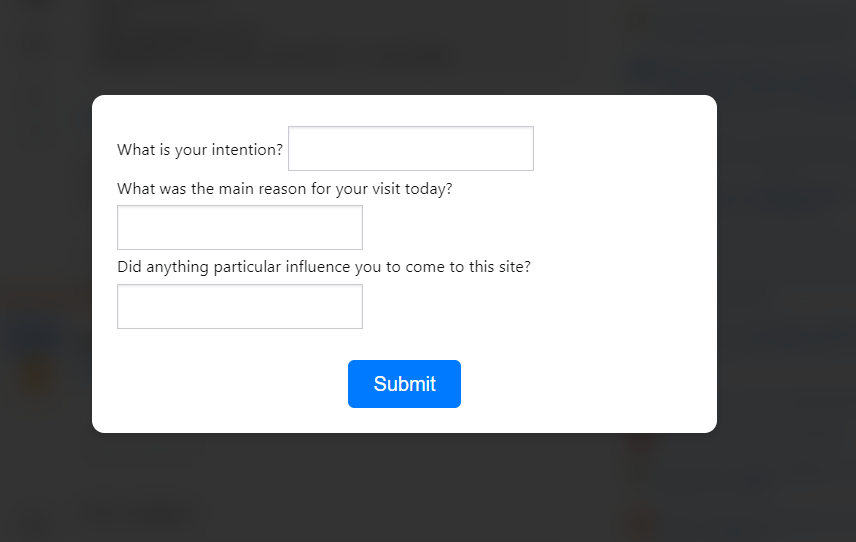 What is your intention?
What was the main reason for your visit today?
Did anything particular influence you to come to this site?
Submit